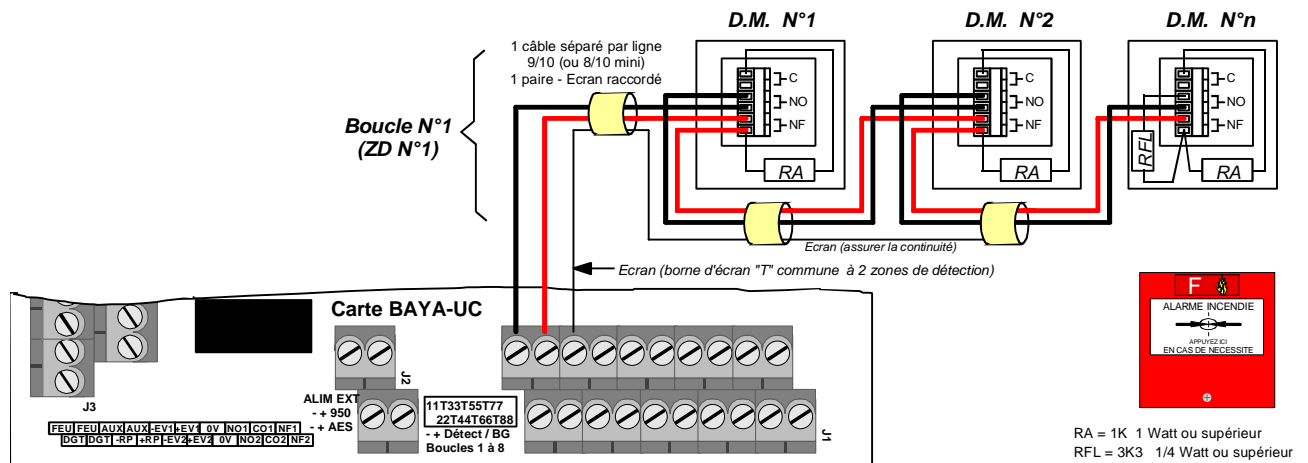 D.M. N°1
D.M. N°2
D.M. N°n
1 câble séparé par ligne
9/10 (ou 8/10 mini)
1 paire - Ecran raccordé
C
NO
NF
C
NO
NF
C
NO
NF
Boucle N°1
(ZD N°1)
RA
RA
RFL
RA
Ecran (assurer la continuité)
Ecran (borne d'écran "T" commune à 2 zones de détection)
Carte BAYA-UC
F
ALARME INCENDIE
APPUYEZ ICI
EN CAS DE NECESSITE
J2
J3
ALIM EXT
- + 950
- + AES
11T33T55T77
22T44T66T88
- + Détect / BG
Boucles 1 à 8
J1
FEU FEU AUX AUX -EV1 +EV1 0V NO1 CO1 NF1
DGT DGT -RP +RP -EV2 +EV2 0V NO2 CO2 NF2
RA = 1K 1 Watt ou supérieur
RFL = 3K3 1/4 Watt ou supérieur